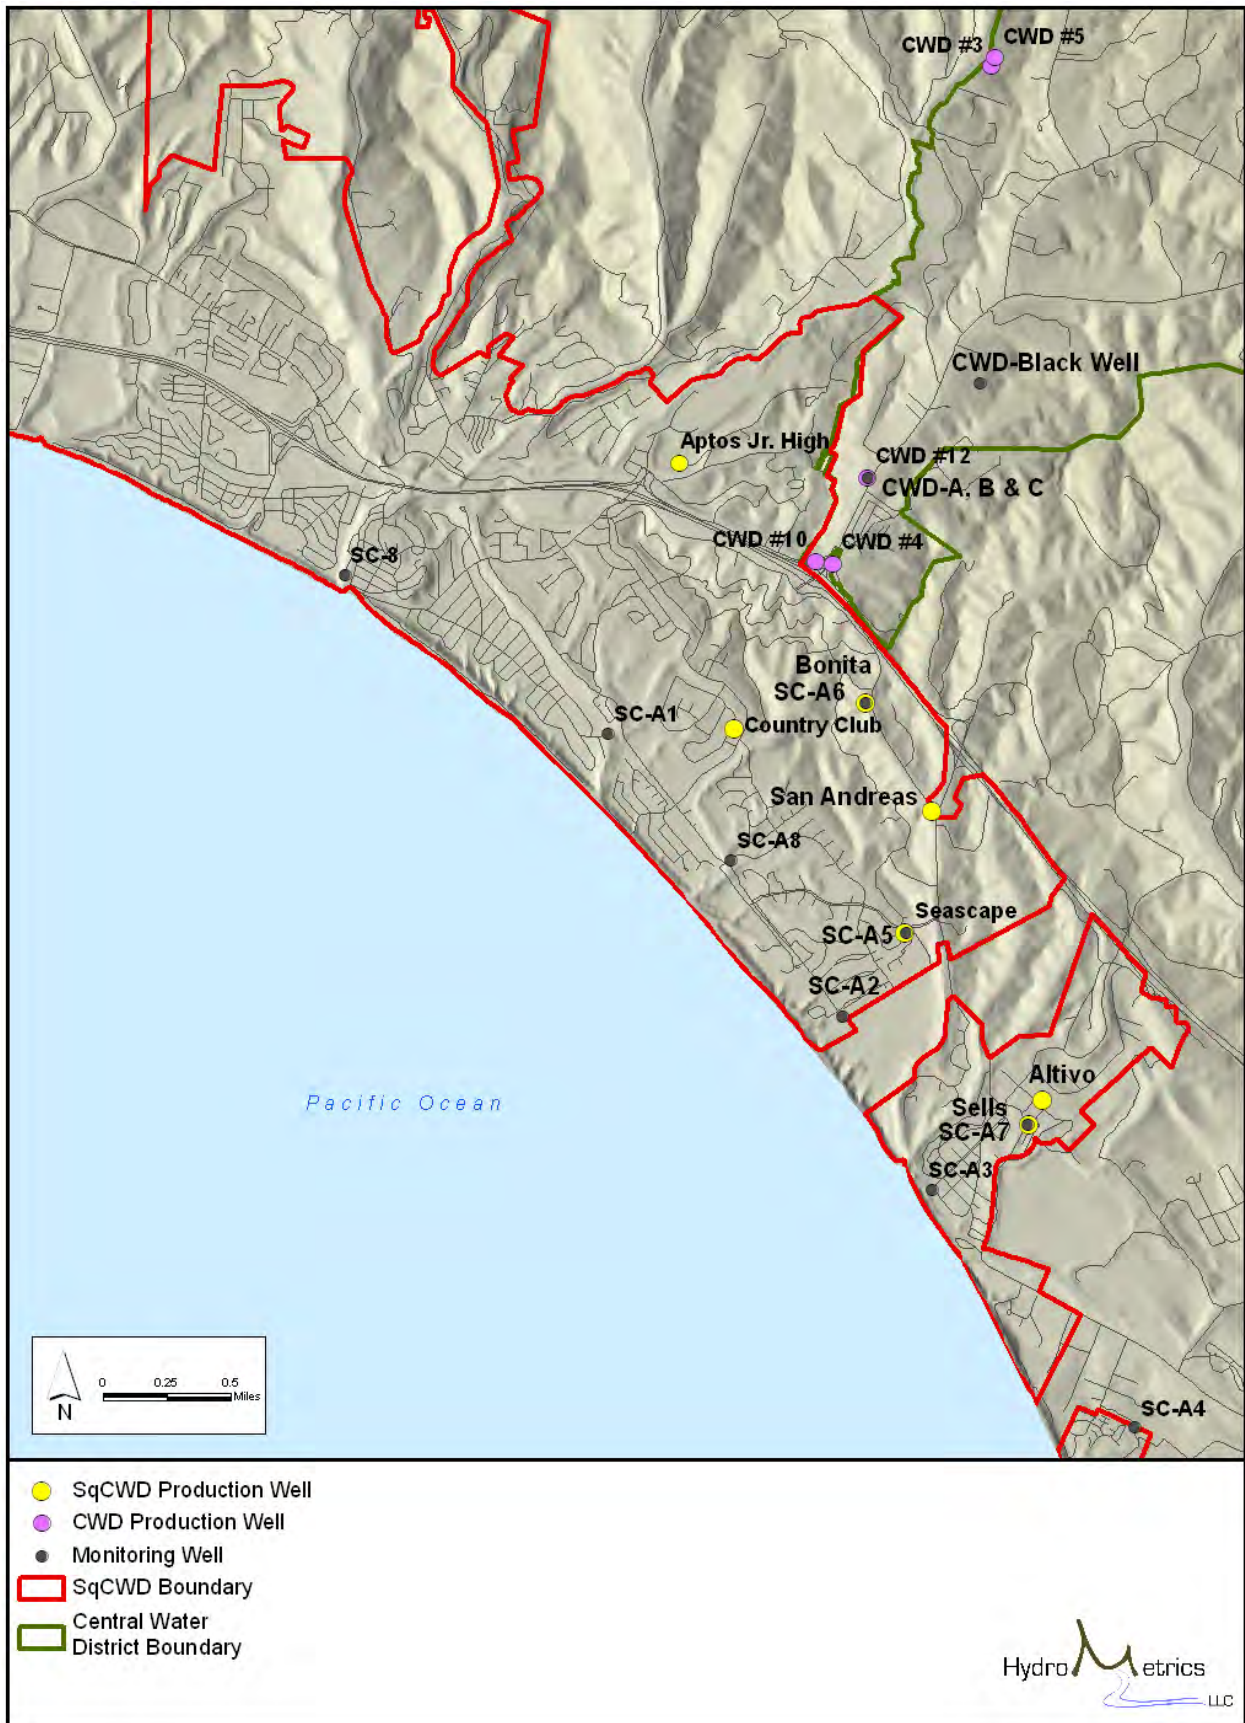 CWD #3
CWD #5
CWD-Black Well
Aptos Jr. High
CWD #12
CWD-A, B & C
CWD #10
CWD #4
SC-8
Bonita
SC-A6
SC-A1
Country Club
San Andreas
SC-A8
Seascape
SC-A5
SC-A2
Altivo
Pacific Ocean
Sells
SC-A7
SC-A3
0 0.25 0.5
Miles
N
SC-A4
SqCWD Production Well
CWD Production Well
Monitoring Well
SqCWD Boundary
Central Water
District Boundary
HydroMetrics
LLC